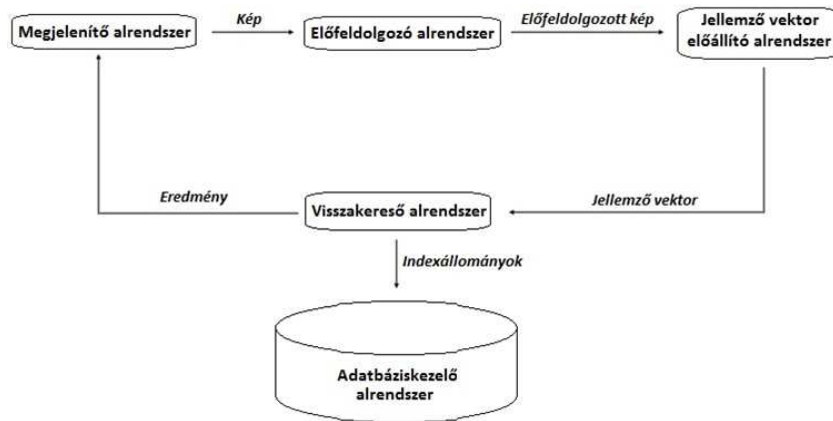 Megjelenítő alrendszer
Kép
Előfeldolgozó alrendszer
Előfeldolgozott kép
Jellemző vektor
előállító alrendszer
Eredmény
Visszakereső alrendszer
Jellemző vektor
Indexállományok
Adatbáziskezelő
alrendszer